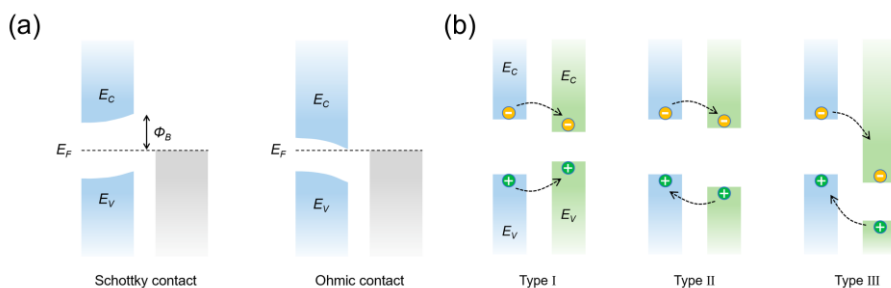 (a)
(b)
E_C
E_C
E_C
E_C
Φ_B
E_F
E_F
E_V
E_V
E_V
E_V
Schottky contact
Ohmic contact
Type I
Type II
Type III